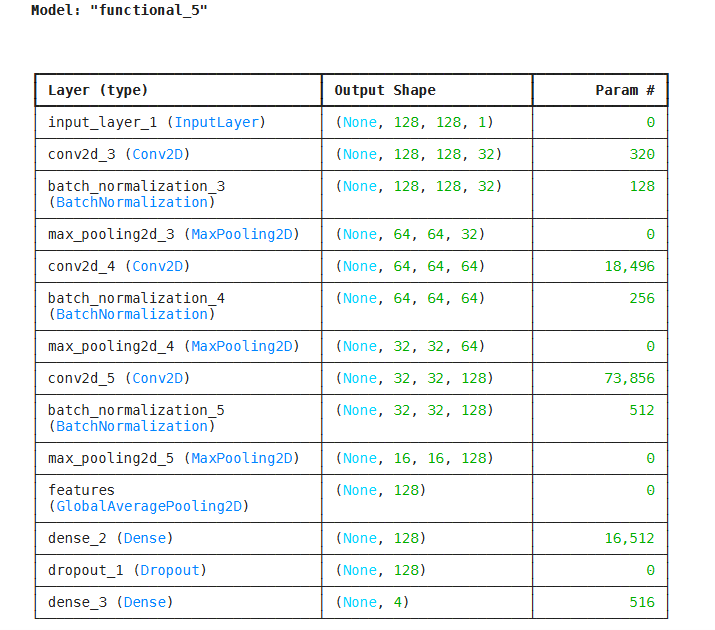 Model: "functional_5"
Layer (type) Output Shape Param #
input_layer_1 (InputLayer) (None, 128, 128, 1) 0
conv2d_3 (Conv2D) (None, 128, 128, 32) 320
batch_normalization_3 (None, 128, 128, 32) 128
(BatchNormalization)
max_pooling2d_3 (MaxPooling2D) (None, 64, 64, 32) 0
conv2d_4 (Conv2D) (None, 64, 64, 64) 18,496
batch_normalization_4 (None, 64, 64, 64) 256
(BatchNormalization)
max_pooling2d_4 (MaxPooling2D) (None, 32, 32, 64) 0
conv2d_5 (Conv2D) (None, 32, 32, 128) 73,856
batch_normalization_5 (None, 32, 32, 128) 512
(BatchNormalization)
max_pooling2d_5 (MaxPooling2D) (None, 16, 16, 128) 0
features (None, 128) 0
(GlobalAveragePooling2D)
dense_2 (Dense) (None, 128) 16,512
dropout_1 (Dropout) (None, 128) 0
dense_3 (Dense) (None, 4) 516